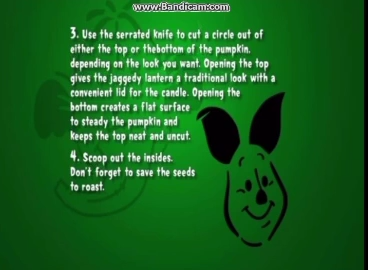 www.Bandicam.com
3. Use the serrated knife to cut a circle out of
either the top or thebottom of the pumpkin,
depending on the look you want. Opening the top
gives the jaggedy lantern a traditional look with a
convenient lid for the candle. Opening the
bottom creates a flat surface
to steady the pumpkin and
keeps the top neat and uncut.
4. Scoop out the insides.
Don't forget to save the seeds
to roast.